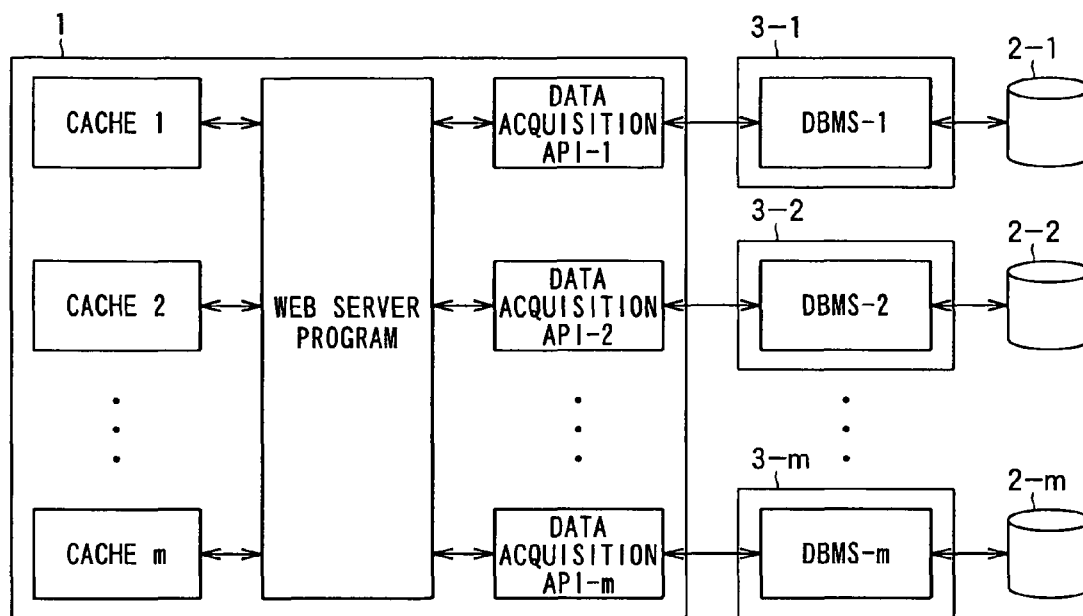 1
3-1
2-1
CACHE 1
DATA
ACQUISITION
API-1
DBMS-1
3-2
2-2
CACHE 2
WEB SERVER
PROGRAM
DATA
ACQUISITION
API-2
DBMS-2
3-m
2-m
CACHE m
DATA
ACQUISITION
API-m
DBMS-m